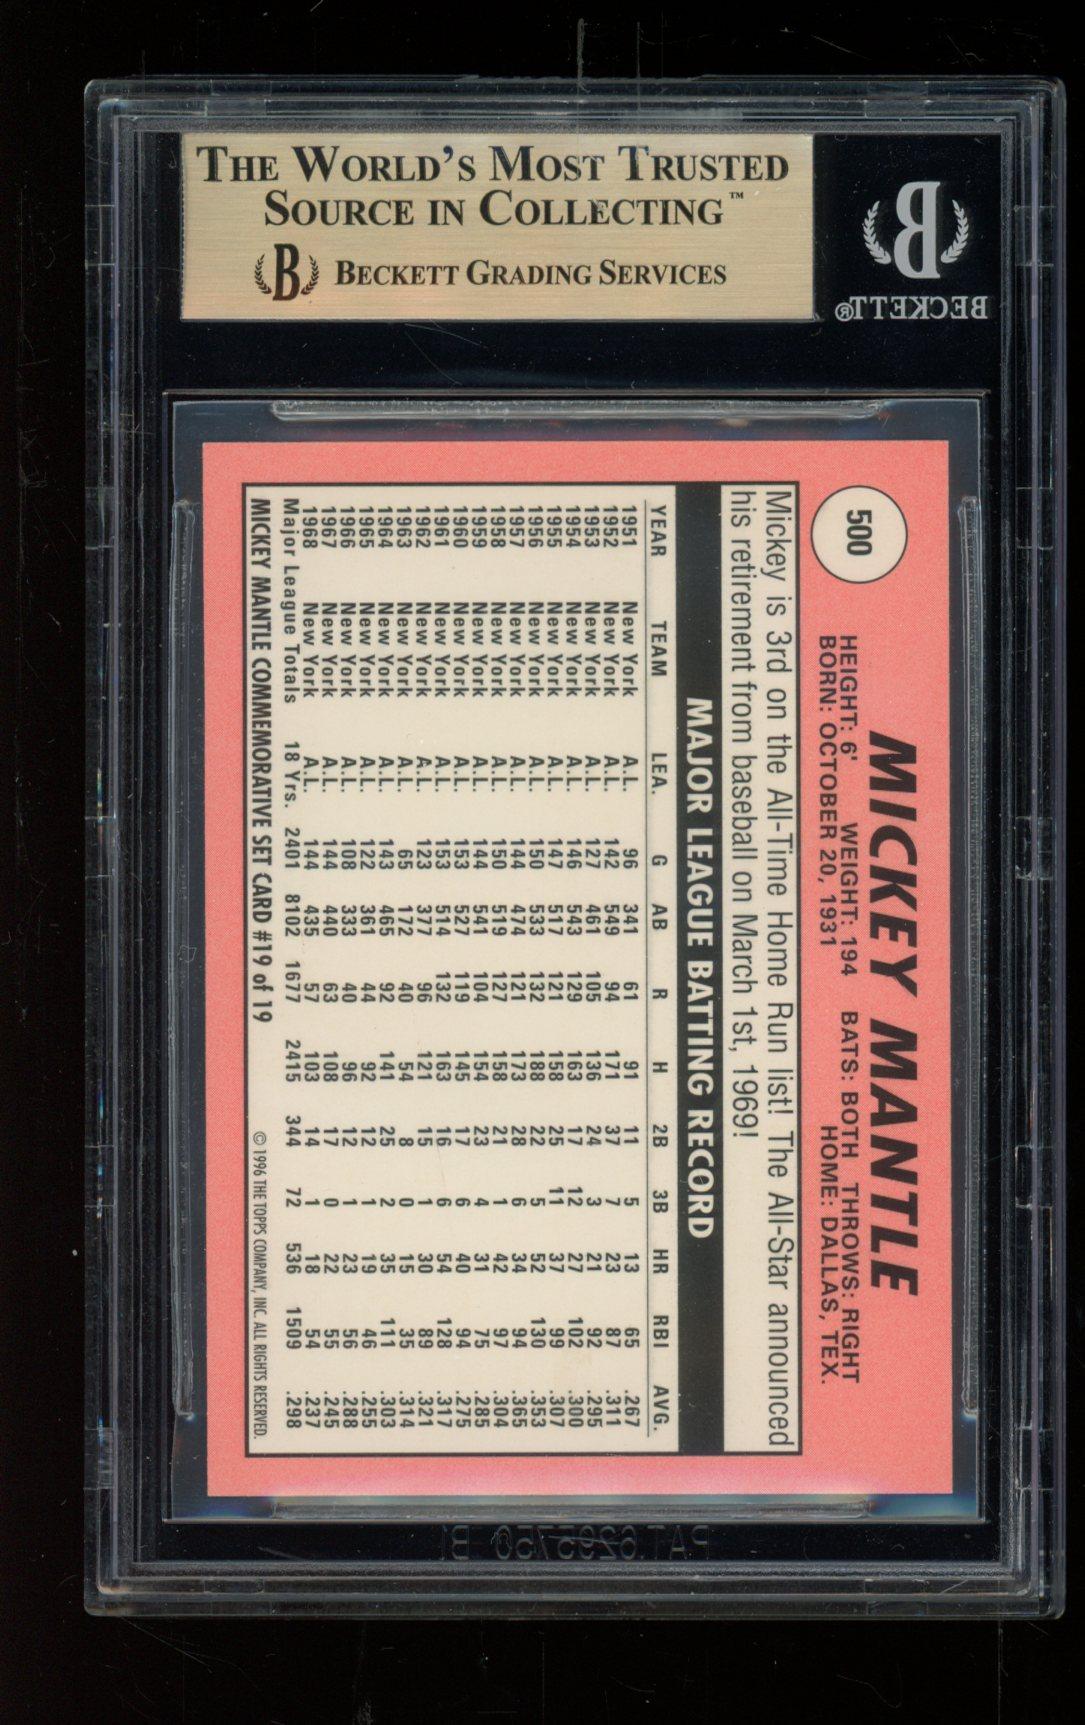 THE WORLD'S MOST TRUSTED
SOURCE IN COLLECTING™
B BECKETT GRADING SERVICES
B
BECKETT®
500
MICKEY MANTLE
HEIGHT: 6' WEIGHT: 194 BATS: BOTH THROWS: RIGHT
BORN: OCTOBER 20, 1931 HOME: DALLAS, TEX.
Mickey is 3rd on the All-Time Home Run list! The All-Star announced
his retirement from baseball on March 1st, 1969!
MAJOR LEAGUE BATTING RECORD
YEAR TEAM LEA. G AB R H 2B 3B HR RBI AVG.
1951 New York A.L. 96 341 61 91 11 5 13 65 .267
1952 New York A.L. 142 549 94 171 37 7 23 87 .311
1953 New York A.L. 127 461 105 136 24 3 21 92 .295
1954 New York A.L. 146 543 129 163 17 12 27 102 .300
1955 New York A.L. 147 517 121 158 25 11 37 99 .307
1956 New York A.L. 150 533 132 188 22 5 52 130 .353
1957 New York A.L. 144 474 121 173 28 6 34 94 .365
1958 New York A.L. 150 519 127 158 21 1 42 97 .304
1959 New York A.L. 144 541 104 154 23 4 31 75 .285
1960 New York A.L. 153 527 119 145 17 6 40 94 .275
1961 New York A.L. 153 514 132 163 16 6 54 128 .317
1962 New York A.L. 123 377 96 121 15 1 30 89 .321
1963 New York A.L. 65 172 40 54 8 0 15 35 .314
1964 New York A.L. 143 465 92 141 25 2 35 111 .303
1965 New York A.L. 122 361 44 92 12 1 19 46 .255
1966 New York A.L. 108 333 40 96 12 1 23 56 .288
1967 New York A.L. 144 440 63 108 17 0 22 55 .245
1968 New York A.L. 144 435 57 103 14 1 18 54 .237
Major League Totals 18 Yrs. 2401 8102 1677 2415 344 72 536 1509 .298
MICKEY MANTLE COMMEMORATIVE SET CARD #19 of 19 © 1996 THE TOPPS COMPANY, INC. ALL RIGHTS RESERVED.
PAT.6295750 B1